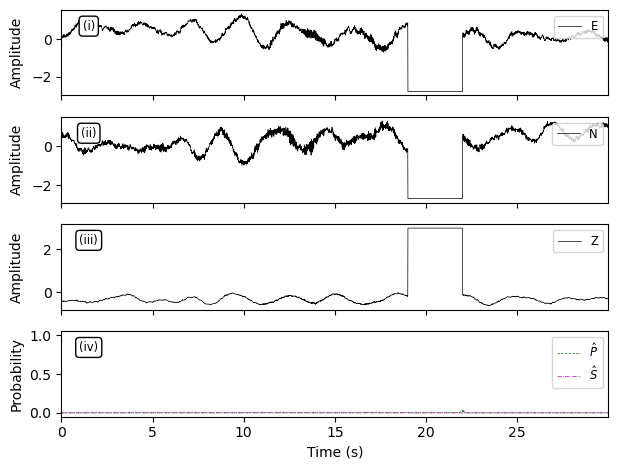 Amplitude
(i)
E
0
−2
Amplitude
(ii)
N
0
−2
Amplitude
(iii)
Z
2
0
Probability
(iv)
P̂
Ŝ
1.0
0.5
0.0
0 5 10 15 20 25
Time (s)